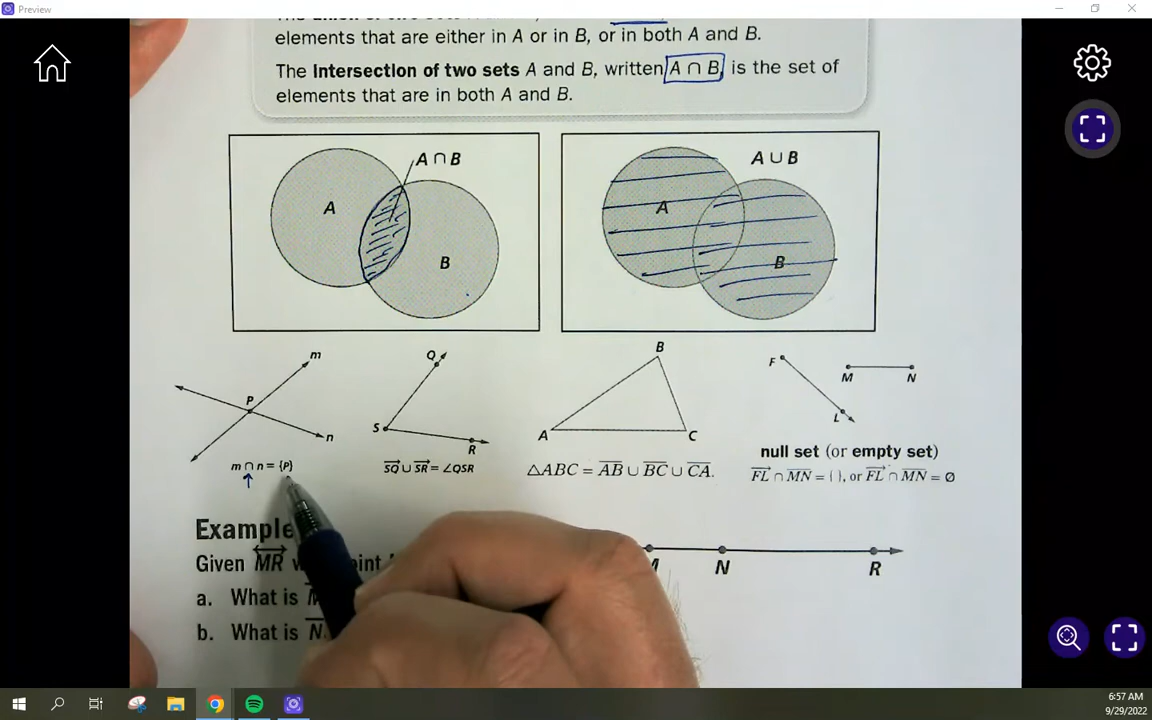 Preview
elements that are either in A or in B, or in both A and B.
The Intersection of two sets A and B, written A ∩ B, is the set of
elements that are in both A and B.
A ∩ B
A
B
A ∪ B
A
B
m
P
n
m ∩ n = {P}
Q
S
R
SQ ∪ SR = ∠QSR
B
A
C
△ABC = AB ∪ BC ∪ CA.
F
M
N
L
null set (or empty set)
FL ∩ MN = { }, or FL ∩ MN = ∅
Example
Given MR
M N R
a. What is
b. What is N
6:57 AM
9/29/2022